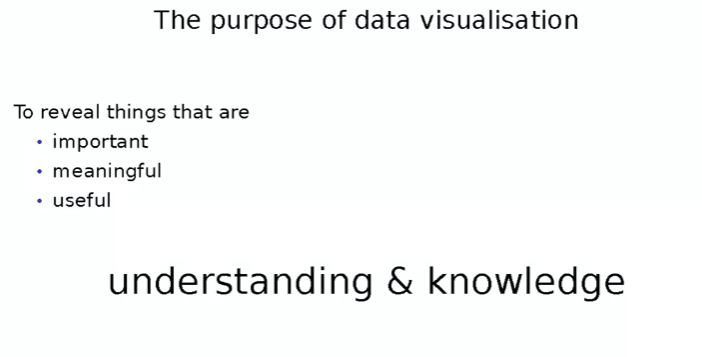 The purpose of data visualisation
To reveal things that are
• important
• meaningful
• useful
understanding & knowledge